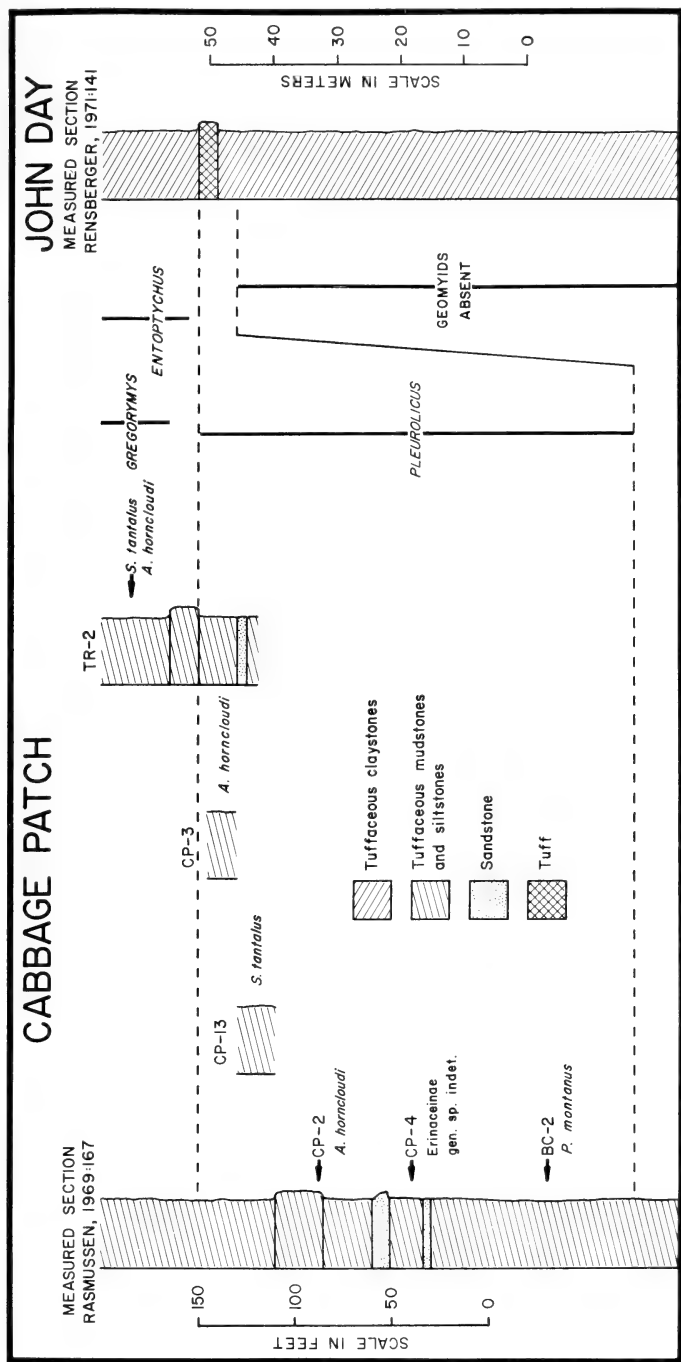 CABBAGE PATCH
JOHN DAY
MEASURED SECTION
RASMUSSEN, 1969:167
MEASURED SECTION
RENSBERGER, 1971:141
150
100
50
0
SCALE IN FEET
CP-2
A. horncloudi
CP-4
Erinaceinae
gen. sp. indet.
BC-2
P. montanus
CP-13
S. tantalus
CP-3
A. horncloudi
TR-2
S. tantalus
A. horncloudi
GREGORYMYS
ENTOPTYCHUS
PLEUROLICUS
GEOMYIDS
ABSENT
Tuffaceous claystones
Tuffaceous mudstones
and siltstones
Sandstone
Tuff
50
40
30
20
10
0
SCALE IN METERS